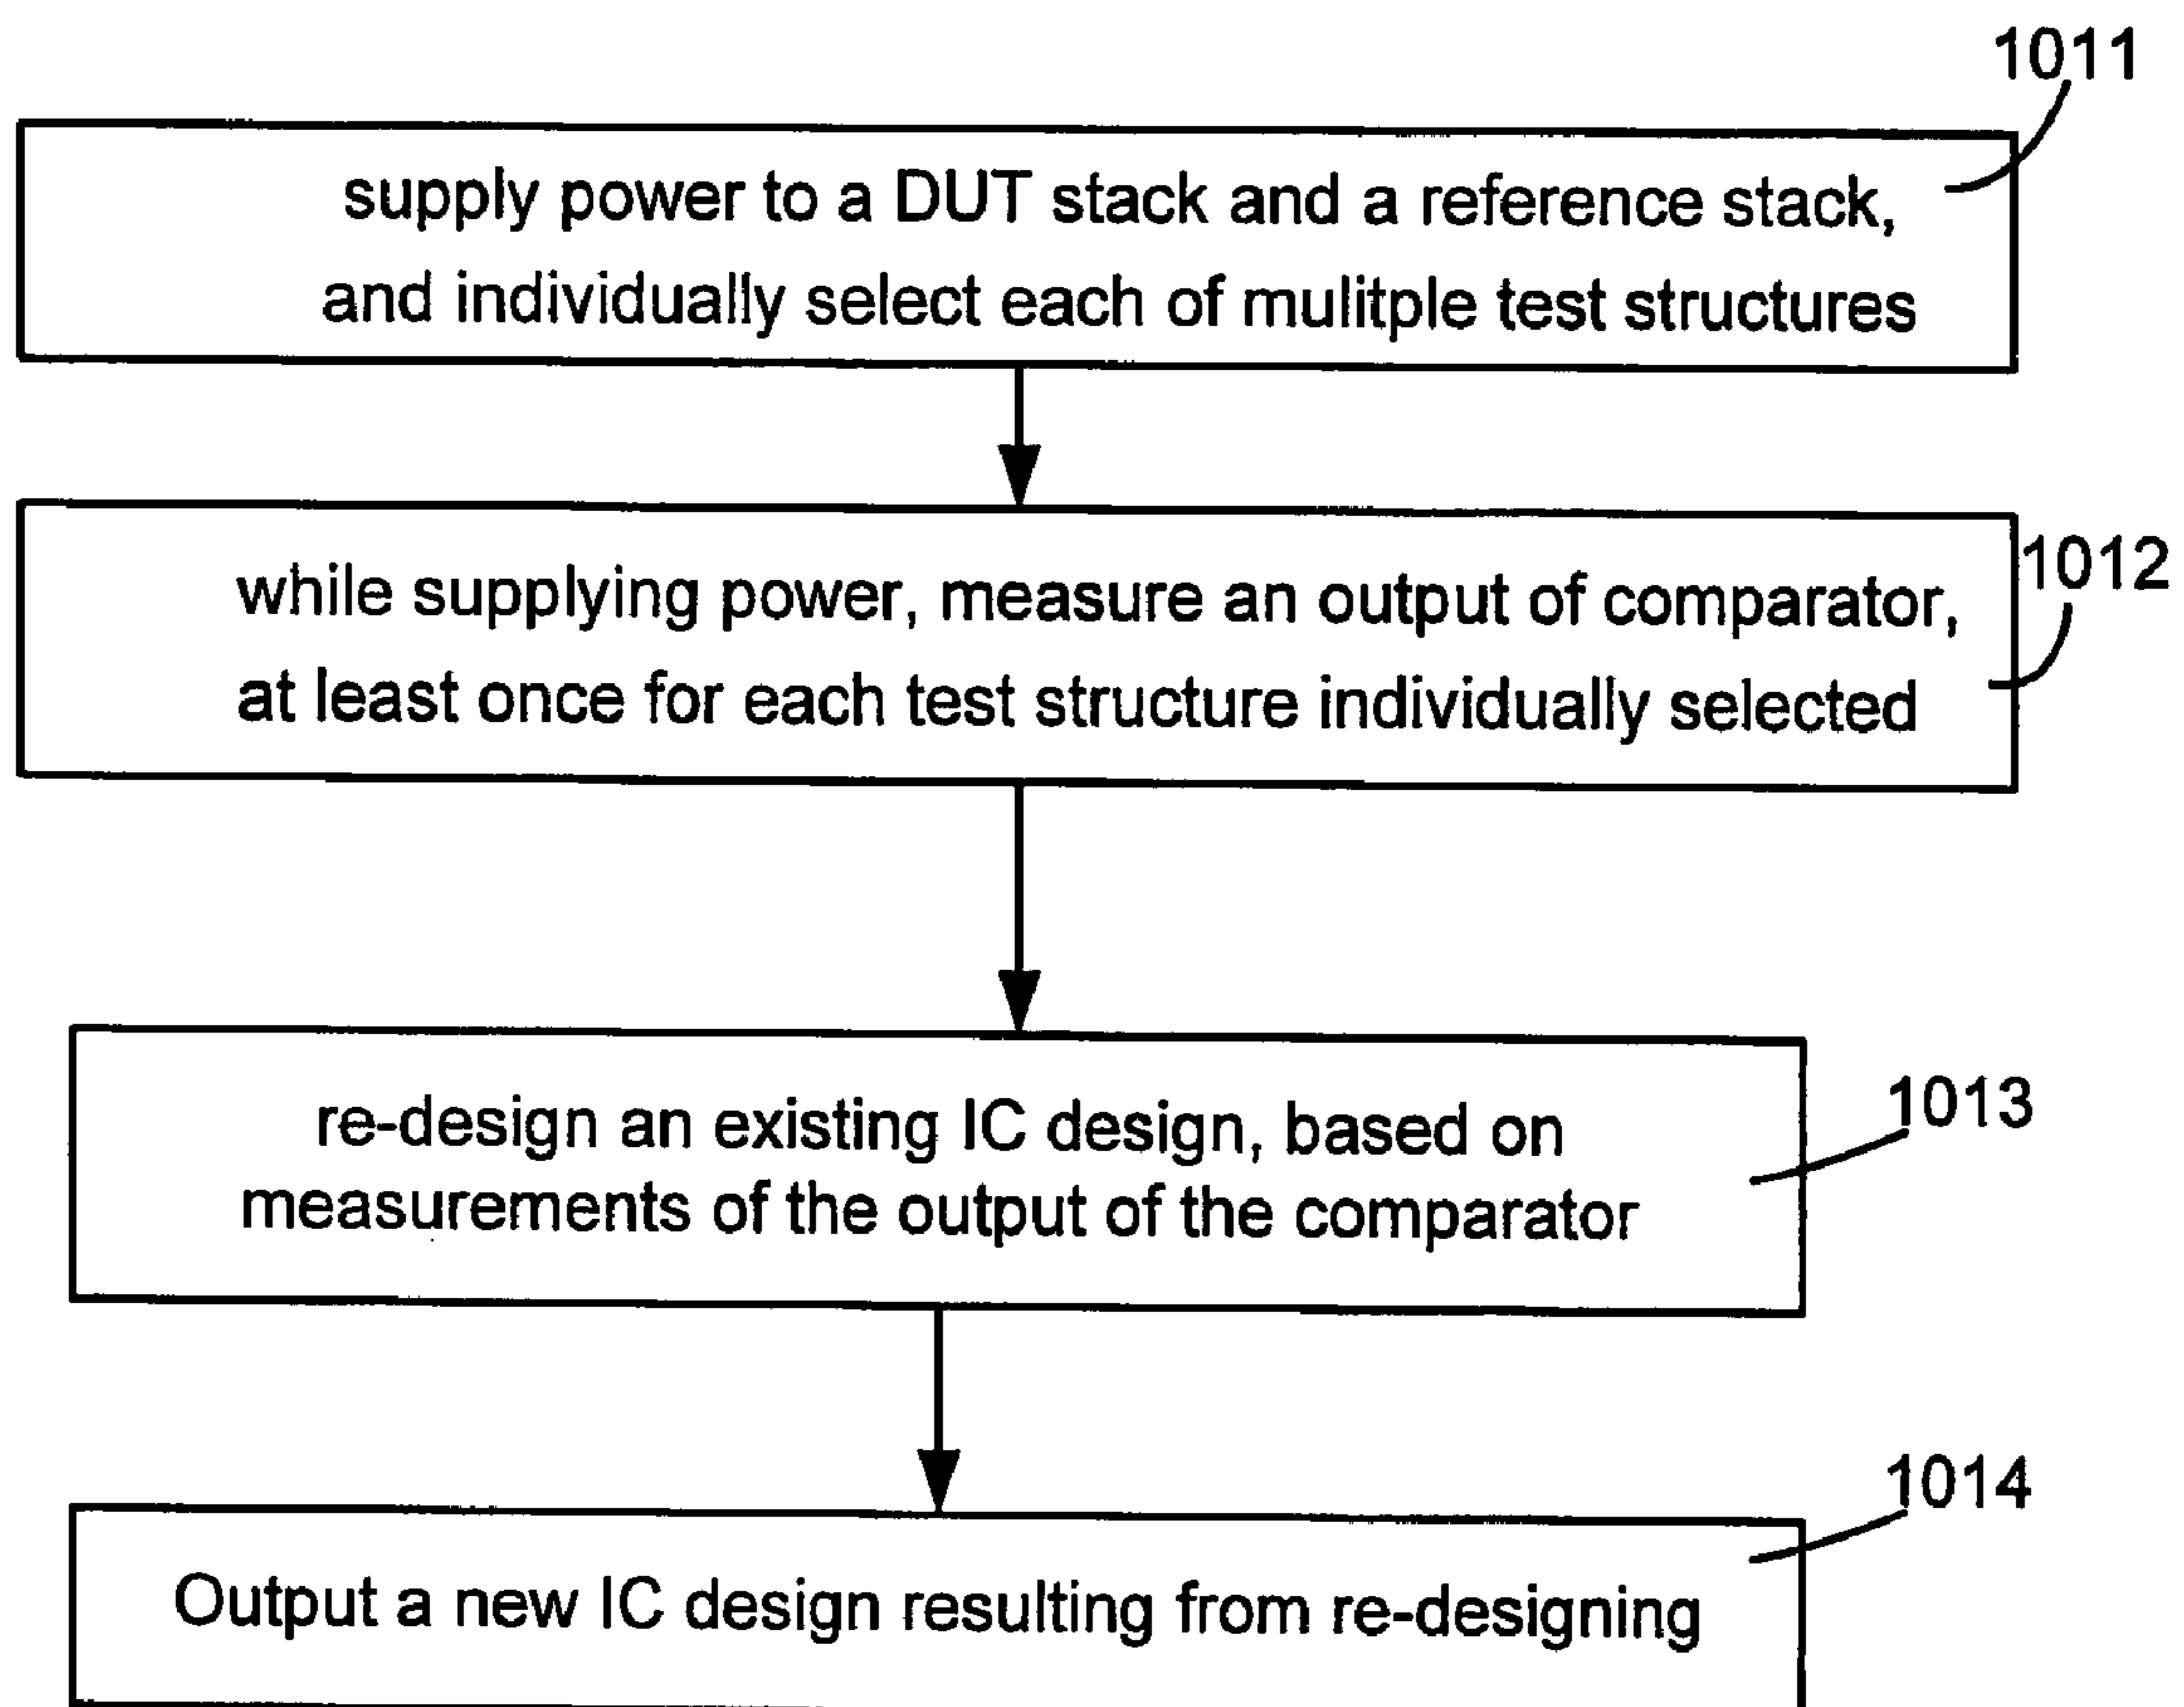 1011
supply power to a DUT stack and a reference stack,
and individually select each of mulitple test structures
1012
while supplying power, measure an output of comparator,
at least once for each test structure individually selected
1013
re-design an existing IC design, based on
measurements of the output of the comparator
1014
Output a new IC design resulting from re-designing